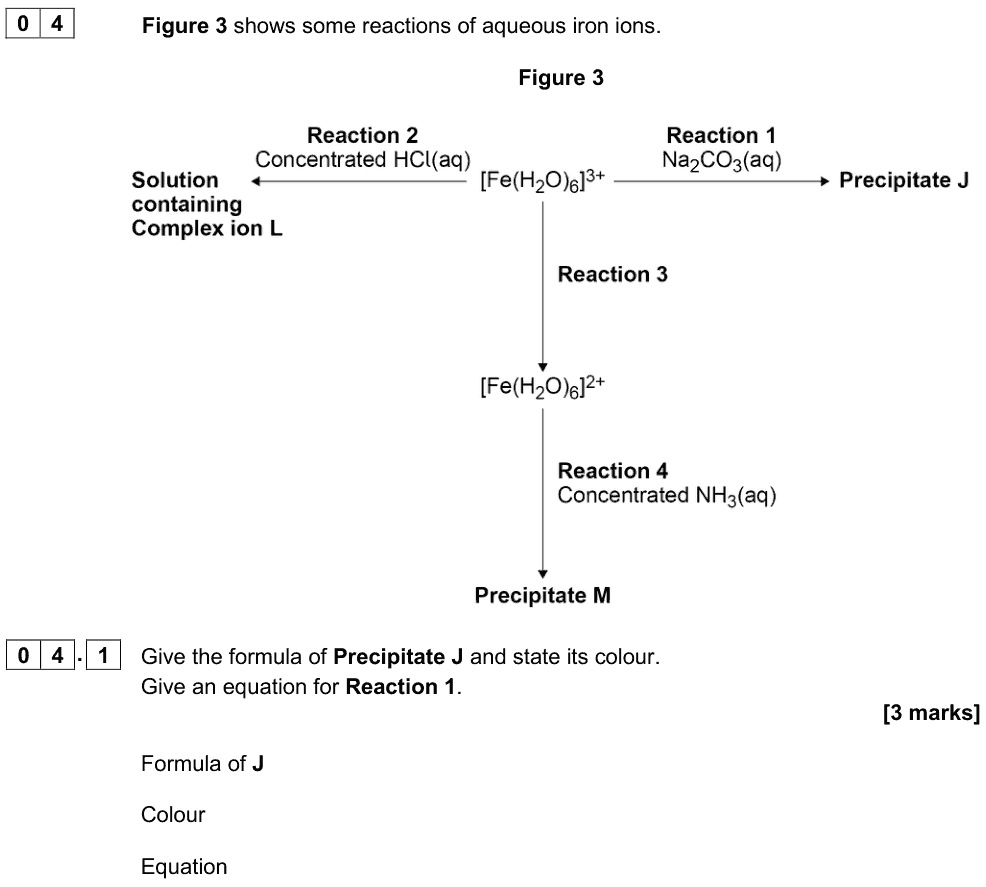 0 4 Figure 3 shows some reactions of aqueous iron ions.
Figure 3
Reaction 2
Concentrated HCl(aq)
Reaction 1
Na₂CO₃(aq)
Solution
containing
Complex ion L
[Fe(H₂O)₆]³⁺
Precipitate J
Reaction 3
[Fe(H₂O)₆]²⁺
Reaction 4
Concentrated NH₃(aq)
Precipitate M
0 4 . 1 Give the formula of Precipitate J and state its colour.
Give an equation for Reaction 1.
[3 marks]
Formula of J
Colour
Equation